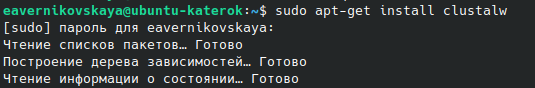 eavernikovskaya@ubuntu-katerok:~$ sudo apt-get install clustalw
[sudo] пароль для eavernikovskaya:
Чтение списков пакетов… Готово
Построение дерева зависимостей… Готово
Чтение информации о состоянии… Готово